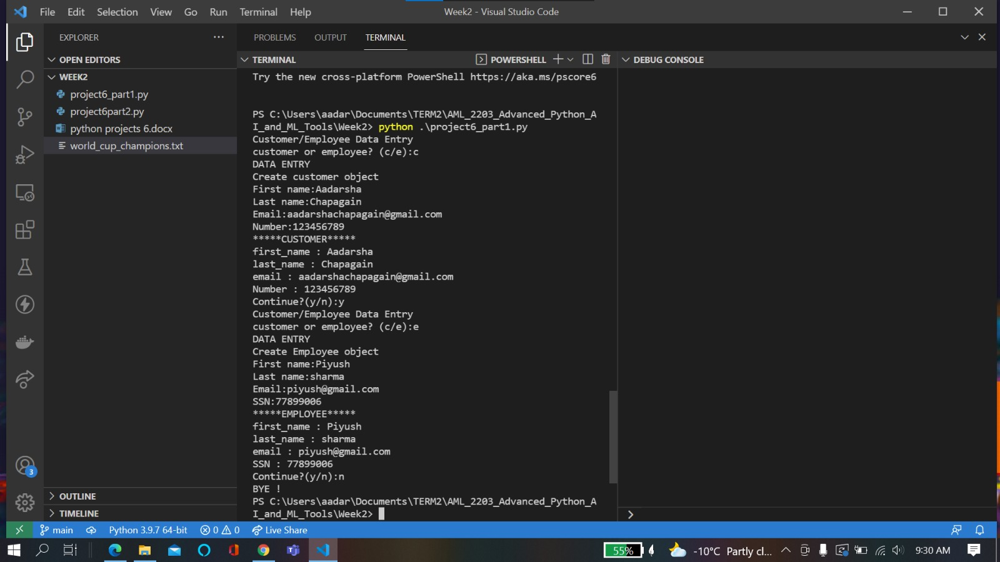 File Edit Selection View Go Run Terminal Help
Week2 - Visual Studio Code
EXPLORER
OPEN EDITORS
WEEK2
project6_part1.py
project6part2.py
python projects 6.docx
world_cup_champions.txt
OUTLINE
TIMELINE
PROBLEMS OUTPUT TERMINAL
TERMINAL
POWERSHELL
DEBUG CONSOLE
Try the new cross-platform PowerShell https://aka.ms/pscore6
PS C:\Users\aadar\Documents\TERM2\AML_2203_Advanced_Python_A
I_and_ML_Tools\Week2> python .\project6_part1.py
Customer/Employee Data Entry
customer or employee? (c/e):c
DATA ENTRY
Create customer object
First name:Aadarsha
Last name:Chapagain
Email:aadarshachapagain@gmail.com
Number:123456789
*****CUSTOMER*****
first_name : Aadarsha
last_name : Chapagain
email : aadarshachapagain@gmail.com
Number : 123456789
Continue?(y/n):y
Customer/Employee Data Entry
customer or employee? (c/e):e
DATA ENTRY
Create Employee object
First name:Piyush
Last name:sharma
Email:piyush@gmail.com
SSN:77899006
*****EMPLOYEE*****
first_name : Piyush
last_name : sharma
email : piyush@gmail.com
SSN : 77899006
Continue?(y/n):n
BYE !
PS C:\Users\aadar\Documents\TERM2\AML_2203_Advanced_Python_A
I_and_ML_Tools\Week2>
3
main Python 3.9.7 64-bit 0 0 Live Share
55% -10°C Partly cl... 9:30 AM